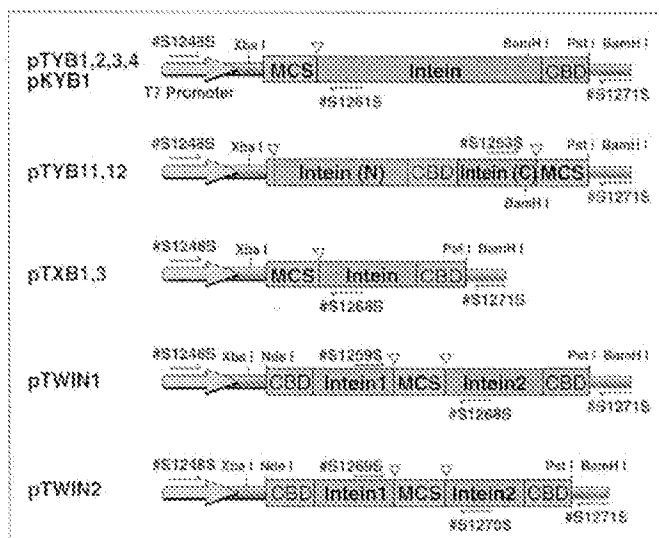 #S1248S Xba I BamH I Pst I BamH I
pTYB1,2,3,4 MCS Intein CBD
pKYB1
T7 Promoter #S1261S #S1271S
#S1248S Xba I #S1263S Pst I BamH I
pTYB11,12 Intein (N) CBD Intein (C) MCS
BamH I #S1271S
#S1248S Xba I Pst I BamH I
pTXB1,3 MCS Intein CBD
#S1268S #S1271S
#S1248S Xba I Nde I #S1259S Pst I BamH I
pTWIN1 CBD Intein1 MCS Intein2 CBD
#S1268S #S1271S
#S1248S Xba I Nde I #S1269S Pst I BamH I
pTWIN2 CBD Intein1 MCS Intein2 CBD
#S1270S #S1271S